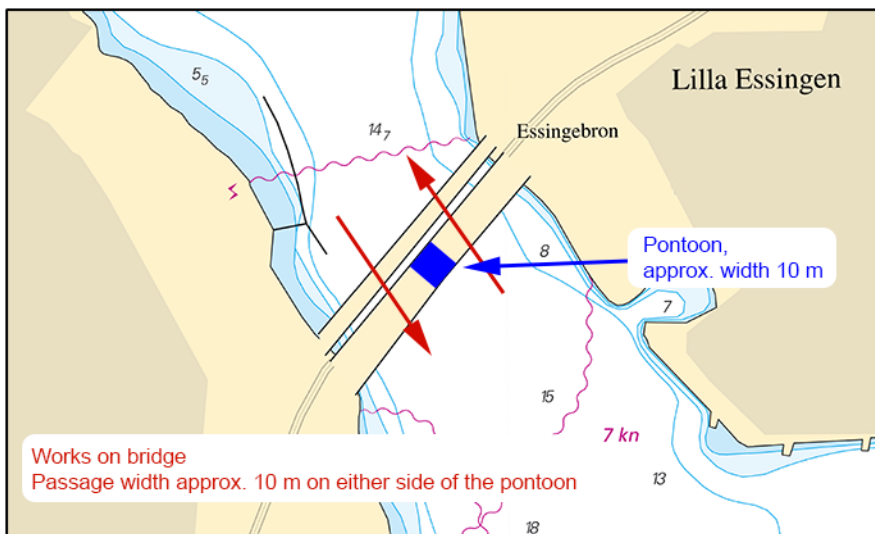 5₅
14₇
Lilla Essingen
Essingebron
8
Pontoon,
approx. width 10 m
7
15
7 kn
Works on bridge
Passage width approx. 10 m on either side of the pontoon
13
18